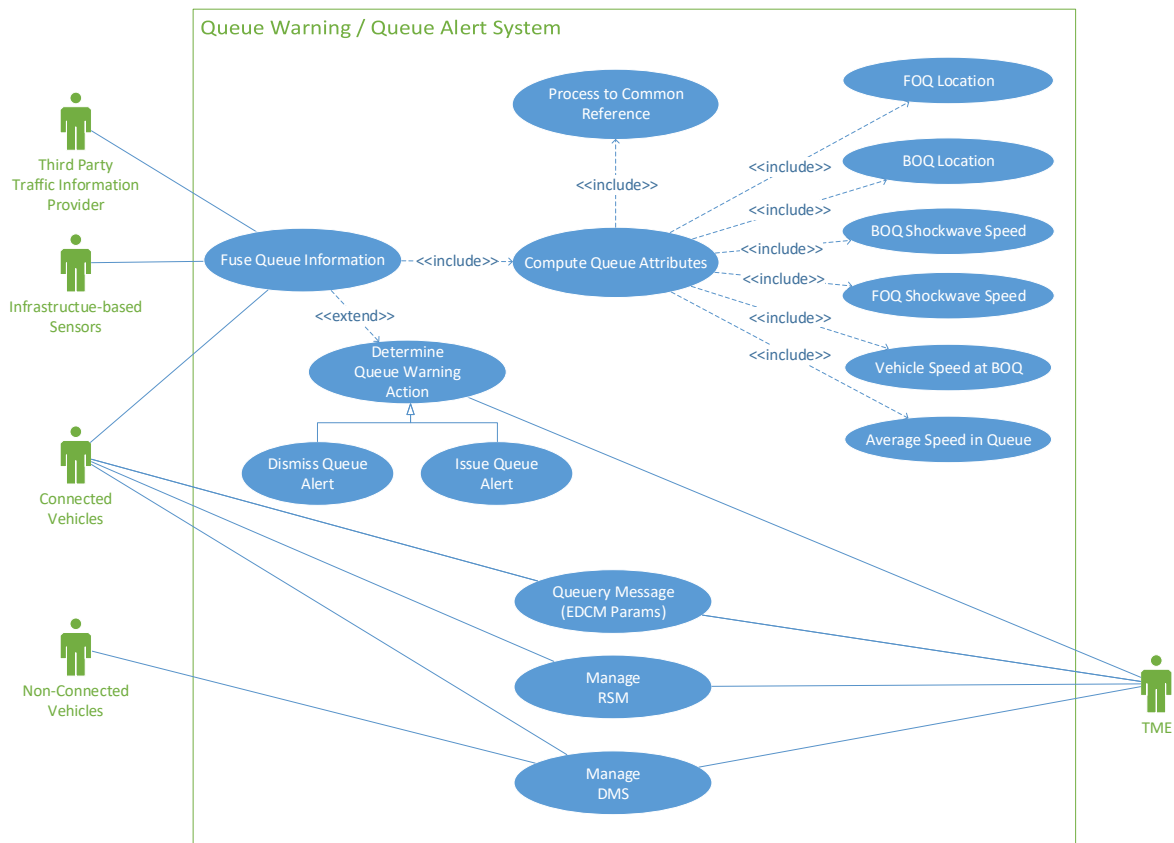 Queue Warning / Queue Alert System
FOQ Location
Process to Common
Reference
Third Party
Traffic Information
Provider
<<include>>
BOQ Location
<<include>>
<<include>>
BOQ Shockwave Speed
<<include>>
Fuse Queue Information
<<include>>
Compute Queue Attributes
<<include>>
FOQ Shockwave Speed
Infrastructue-based
Sensors
<<extend>>
<<include>>
Determine
Queue Warning
Action
<<include>>
Vehicle Speed at BOQ
Average Speed in Queue
Dismiss Queue
Alert
Issue Queue
Alert
Connected
Vehicles
Queuery Message
(EDCM Params)
Non-Connected
Vehicles
Manage
RSM
TME
Manage
DMS